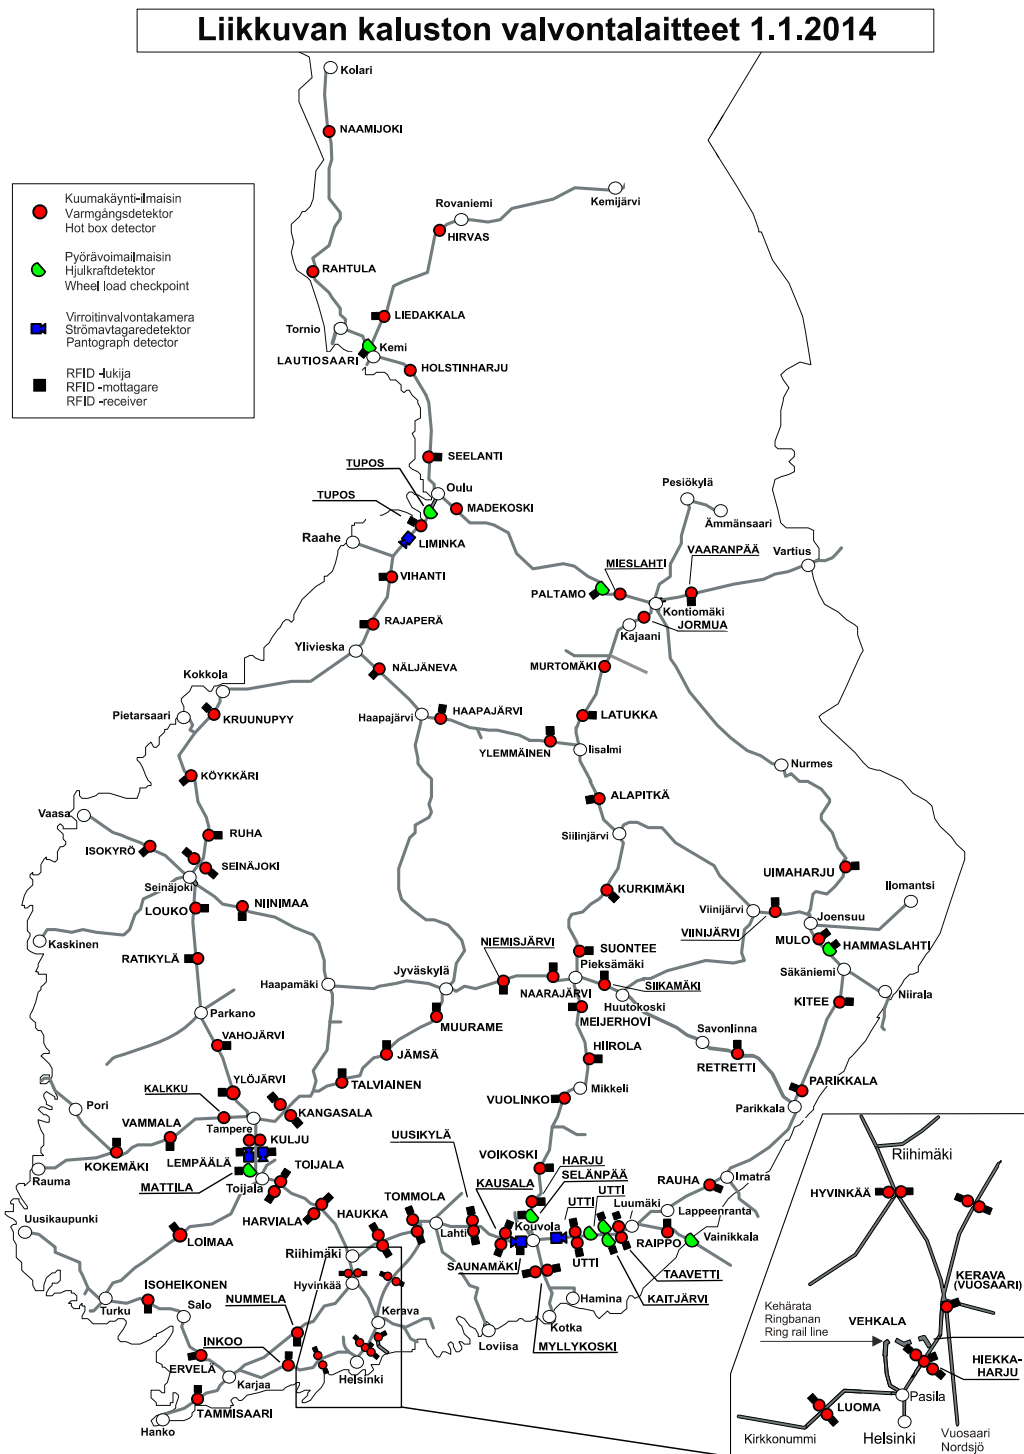 Liikkuvan kaluston valvontalaitteet 1.1.2014
Kolari
NAAMIJOKI
Kuumakäynti-ilmaisin
Varmgångsdetektor
Hot box detector
Pyörävoimailmaisin
Hjulkraftdetektor
Wheel load checkpoint
Virroitinvalvontakamera
Strömavtagaredetektor
Pantograph detector
RFID -lukija
RFID -mottagare
RFID -receiver
Kemijärvi
Rovaniemi
HIRVAS
RAHTULA
LIEDAKKALA
Tornio
Kemi
LAUTIOSAARI
HOLSTINHARJU
SEELANTI
TUPOS
Oulu
TUPOS
MADEKOSKI
Pesiökylä
Ämmänsaari
Raahe
LIMINKA
VAARANPÄÄ
Vartius
MIESLAHTI
VIHANTI
PALTAMO
Kontiomäki
RAJAPERÄ
JORMUA
Kajaani
Ylivieska
NÄLJÄNEVA
MURTOMÄKI
Kokkola
Pietarsaari
KRUUNUPYY
Haapajärvi
HAAPAJÄRVI
LATUKKA
YLEMMÄINEN
Iisalmi
Nurmes
KÖYKKÄRI
ALAPITKÄ
Vaasa
RUHA
Siilinjärvi
ISOKYRÖ
SEINÄJOKI
UIMAHARJU
Seinäjoki
KURKIMÄKI
Ilomantsi
LOUKO
NIINIMAA
Viinijärvi
Joensuu
VIINIJÄRVI
MULO
HAMMASLAHTI
Kaskinen
NIEMISJÄRVI
SUONTEE
RATIKYLÄ
Pieksämäki
Säkäniemi
Jyväskylä
Haapamäki
NAARAJÄRVI
SIIKAMÄKI
Niirala
KITEE
Huutokoski
Parkano
MEIJERHOVI
MUURAME
Savonlinna
VAHOJÄRVI
HIIROLA
JÄMSÄ
RETRETTI
YLÖJÄRVI
TALVIAINEN
Mikkeli
PARIKKALA
KALKKU
VUOLINKO
Parikkala
Pori
KANGASALA
VAMMALA
Tampere
UUSIKYLÄ
KULJU
HARJU
VOIKOSKI
KOKEMÄKI
LEMPÄÄLÄ
TOIJALA
SELÄNPÄÄ
Rauma
MATTILA
KAUSALA
RAUHA
Imatra
Toijala
TOMMOLA
UTTI
UTTI
Luumäki
Lappeenranta
Uusikaupunki
HARVIALA
HAUKKA
Lahti
Kouvola
Vainikkala
LOIMAA
RAIPPO
Riihimäki
SAUNAMÄKI
UTTI
TAAVETTI
ISOHEIKONEN
Hyvinkää
KAITJÄRVI
NUMMELA
Hamina
Turku
Salo
Kerava
Kotka
INKOO
Loviisa
MYLLYKOSKI
ERVELÄ
Helsinki
Karjaa
TAMMISAARI
Hanko
Riihimäki
HYVINKÄÄ
KERAVA
(VUOSAARI)
Kehärata
Ringbanan
Ring rail line
VEHKALA
HIEKKA-
HARJU
Pasila
LUOMA
Helsinki
Kirkkonummi
Vuosaari
Nordsjö